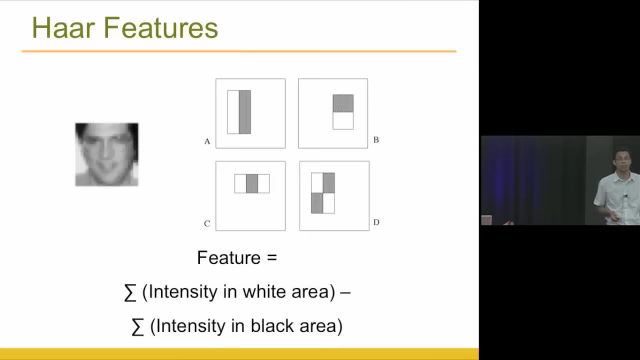 Haar Features
A
B
C
D
Feature =
∑ (Intensity in white area) –
∑ (Intensity in black area)